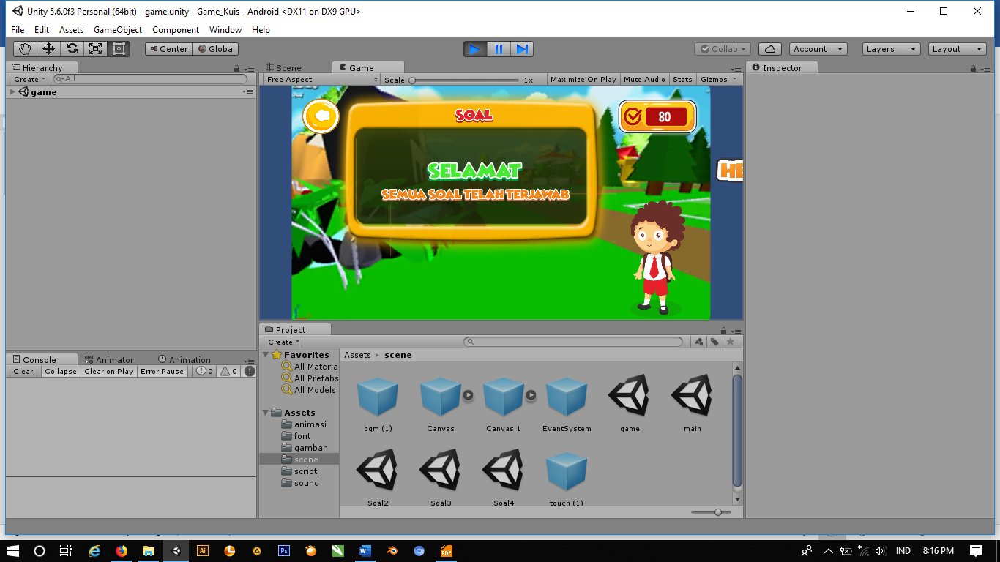 Unity 5.6.0f3 Personal (64bit) - game.unity - Game_Kuis - Android <DX11 on DX9 GPU>
File Edit Assets GameObject Component Window Help
Center Global Collab Account Layers Layout
Hierarchy
Create All
game
Scene Game
Free Aspect Scale 1x Maximize On Play Mute Audio Stats Gizmos
SOAL
80
SELAMAT
SEMUA SOAL TELAH TERJAWAB
HE
Inspector
Console Animator Animation
Clear Collapse Clear on Play Error Pause 0 0
Project
Create
Favorites
All Materia
All Prefabs
All Models
Assets
animasi
font
gambar
scene
script
sound
Assets scene
bgm (1) Canvas Canvas 1 EventSystem game main
Soal2 Soal3 Soal4 touch (1)
Ai Ps PDF
IND 8:16 PM